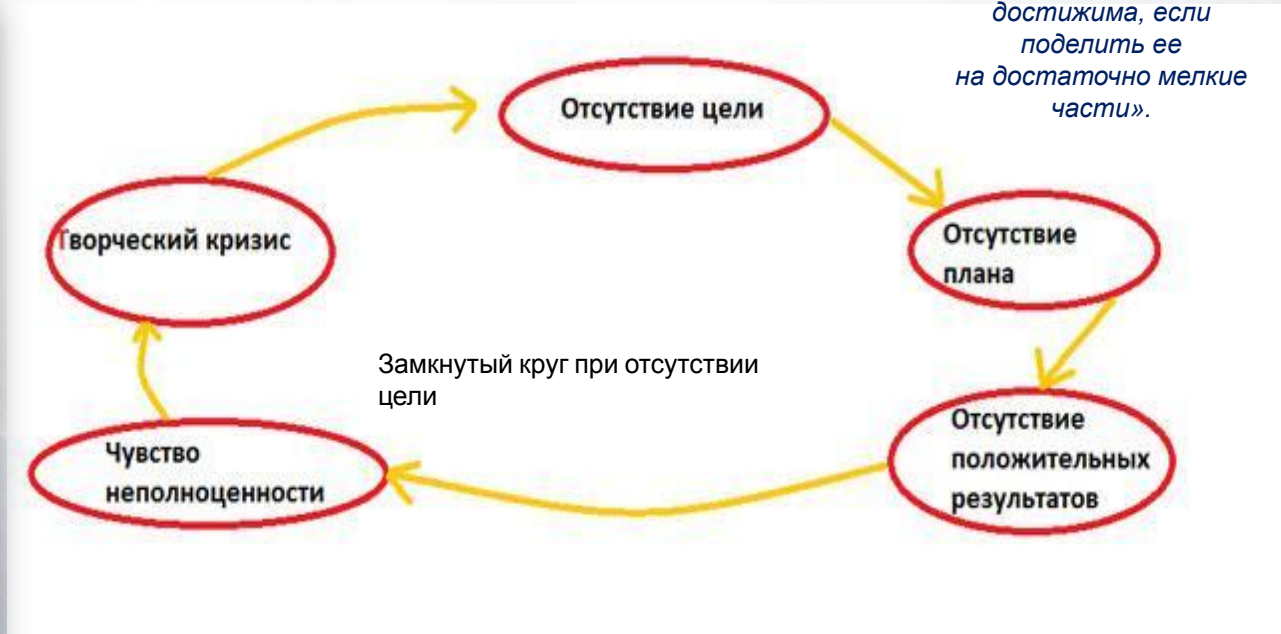 достижима, если
поделить ее
на достаточно мелкие
части».
Отсутствие цели
Отсутствие
плана
Отсутствие
положительных
результатов
Чувство
неполноценности
Творческий кризис
Замкнутый круг при отсутствии
цели